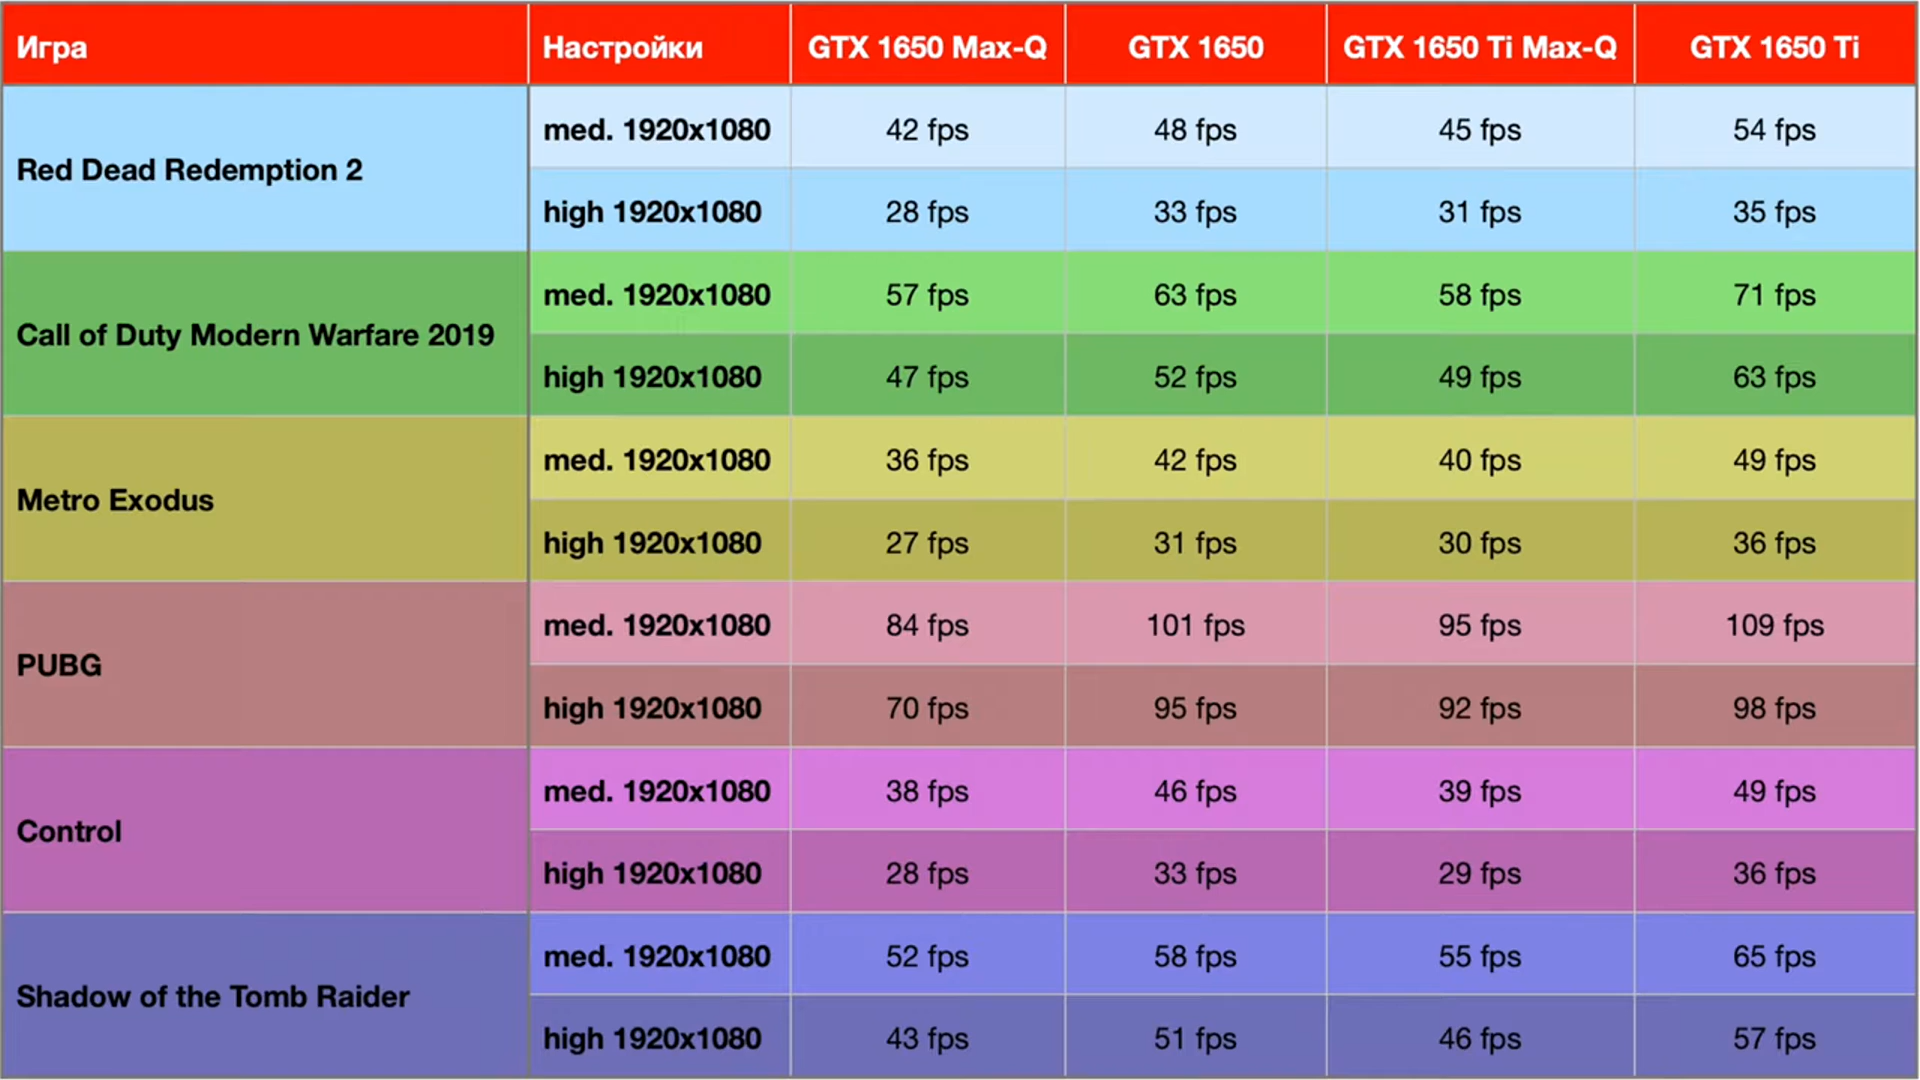 Игра Настройки GTX 1650 Max-Q GTX 1650 GTX 1650 Ti Max-Q GTX 1650 Ti
Red Dead Redemption 2
med. 1920x1080 42 fps 48 fps 45 fps 54 fps
high 1920x1080 28 fps 33 fps 31 fps 35 fps
Call of Duty Modern Warfare 2019
med. 1920x1080 57 fps 63 fps 58 fps 71 fps
high 1920x1080 47 fps 52 fps 49 fps 63 fps
Metro Exodus
med. 1920x1080 36 fps 42 fps 40 fps 49 fps
high 1920x1080 27 fps 31 fps 30 fps 36 fps
PUBG
med. 1920x1080 84 fps 101 fps 95 fps 109 fps
high 1920x1080 70 fps 95 fps 92 fps 98 fps
Control
med. 1920x1080 38 fps 46 fps 39 fps 49 fps
high 1920x1080 28 fps 33 fps 29 fps 36 fps
Shadow of the Tomb Raider
med. 1920x1080 52 fps 58 fps 55 fps 65 fps
high 1920x1080 43 fps 51 fps 46 fps 57 fps